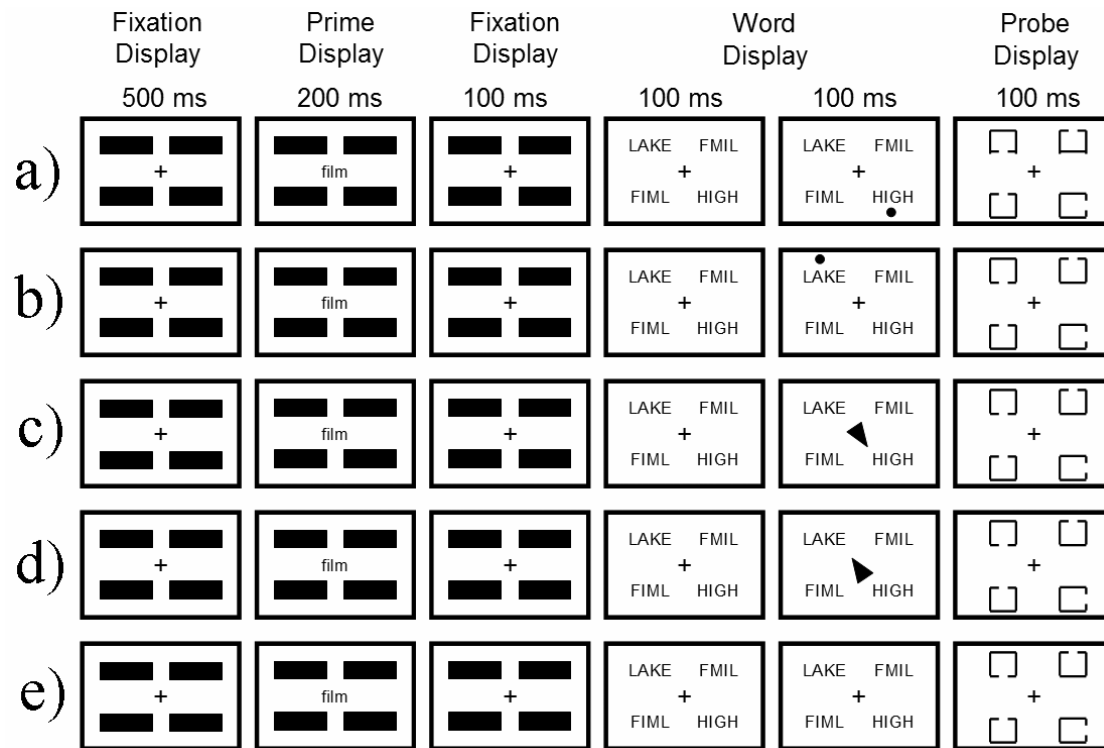 Fixation Display Prime Display Fixation Display Word Display Probe Display
500 ms 200 ms 100 ms 100 ms 100 ms 100 ms
a) film LAKE FMIL LAKE FMIL
FIML HIGH FIML HIGH
b) film LAKE FMIL LAKE FMIL
FIML HIGH FIML HIGH
c) film LAKE FMIL LAKE FMIL
FIML HIGH FIML HIGH
d) film LAKE FMIL LAKE FMIL
FIML HIGH FIML HIGH
e) film LAKE FMIL LAKE FMIL
FIML HIGH FIML HIGH